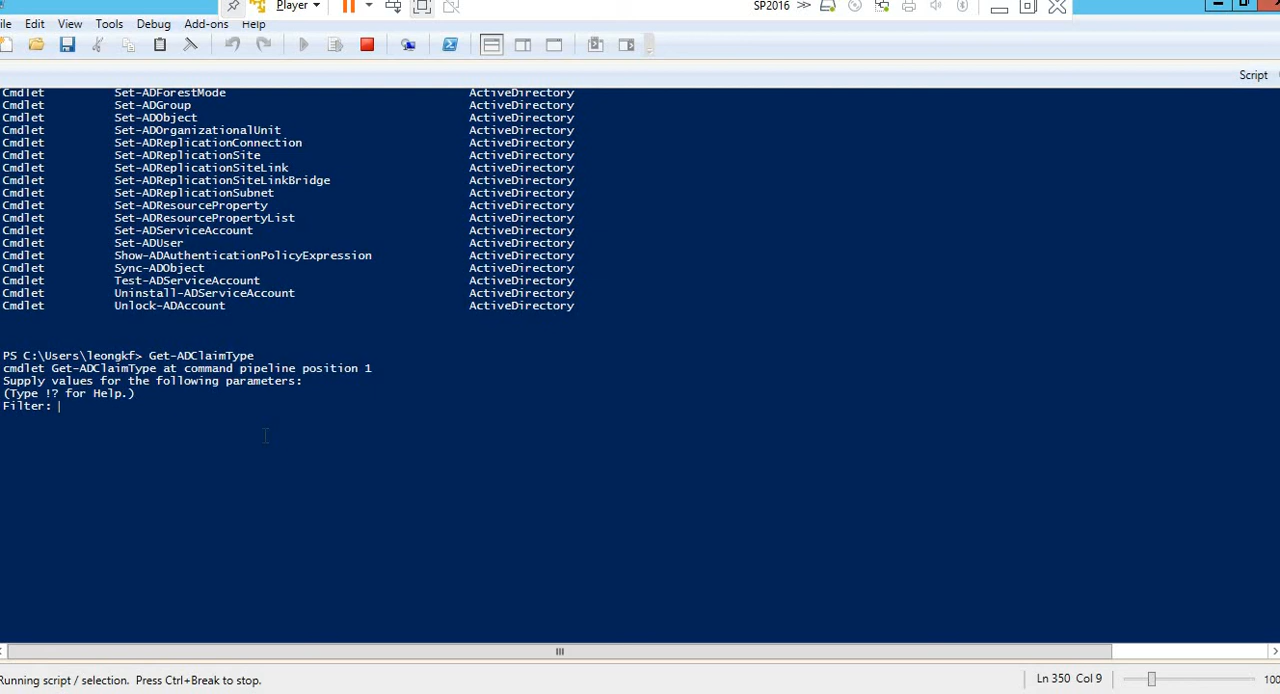 Player SP2016
ile Edit View Tools Debug Add-ons Help
Script
Cmdlet Set-ADForestMode ActiveDirectory
Cmdlet Set-ADGroup ActiveDirectory
Cmdlet Set-ADObject ActiveDirectory
Cmdlet Set-ADOrganizationalUnit ActiveDirectory
Cmdlet Set-ADReplicationConnection ActiveDirectory
Cmdlet Set-ADReplicationSite ActiveDirectory
Cmdlet Set-ADReplicationSiteLink ActiveDirectory
Cmdlet Set-ADReplicationSiteLinkBridge ActiveDirectory
Cmdlet Set-ADReplicationSubnet ActiveDirectory
Cmdlet Set-ADResourceProperty ActiveDirectory
Cmdlet Set-ADResourcePropertyList ActiveDirectory
Cmdlet Set-ADServiceAccount ActiveDirectory
Cmdlet Set-ADUser ActiveDirectory
Cmdlet Show-ADAuthenticationPolicyExpression ActiveDirectory
Cmdlet Sync-ADObject ActiveDirectory
Cmdlet Test-ADServiceAccount ActiveDirectory
Cmdlet Uninstall-ADServiceAccount ActiveDirectory
Cmdlet Unlock-ADAccount ActiveDirectory
PS C:\Users\leongkf> Get-ADClaimType
cmdlet Get-ADClaimType at command pipeline position 1
Supply values for the following parameters:
(Type !? for Help.)
Filter:
Running script / selection. Press Ctrl+Break to stop. Ln 350 Col 9 100